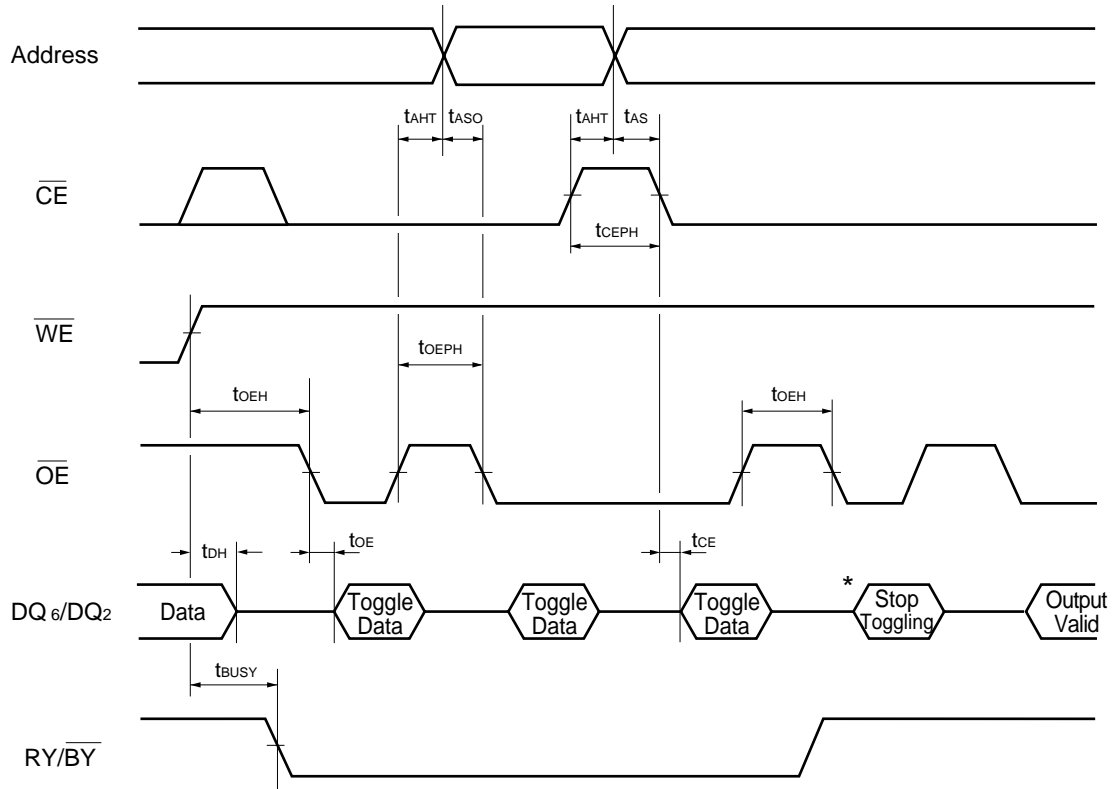 Address
tAHT tASO tAHT tAS
CE
tCEPH
WE
tOEPH
tOEH tOEH
OE
tDH tOE tCE
*
DQ6/DQ2 Data Toggle Data Toggle Data Toggle Data Stop Toggling Output Valid
tBUSY
RY/BY